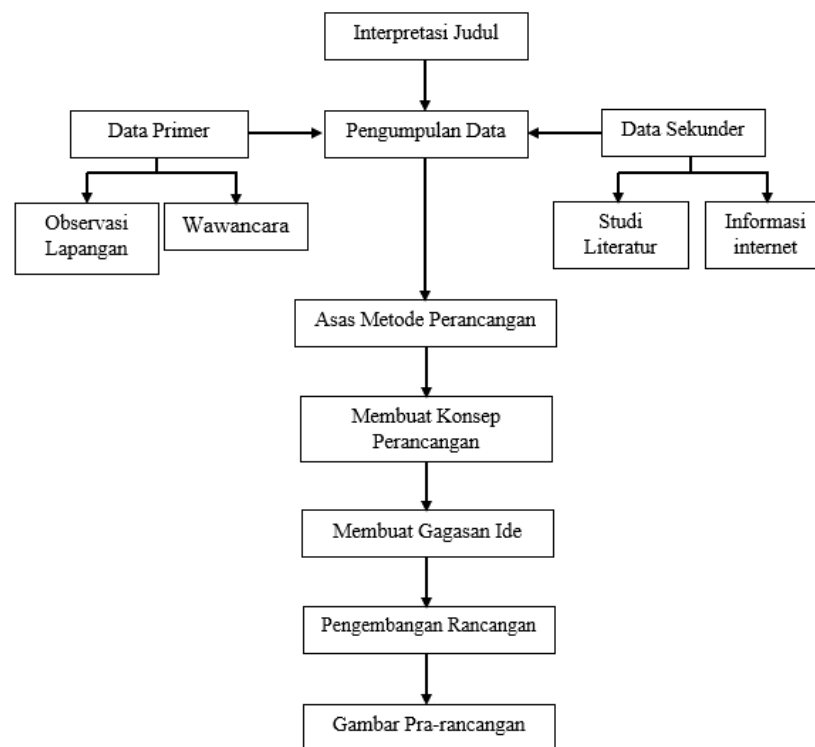 Interpretasi Judul
Data Primer
Pengumpulan Data
Data Sekunder
Observasi
Lapangan
Wawancara
Studi
Literatur
Informasi
internet
Asas Metode Perancangan
Membuat Konsep
Perancangan
Membuat Gagasan Ide
Pengembangan Rancangan
Gambar Pra-rancangan